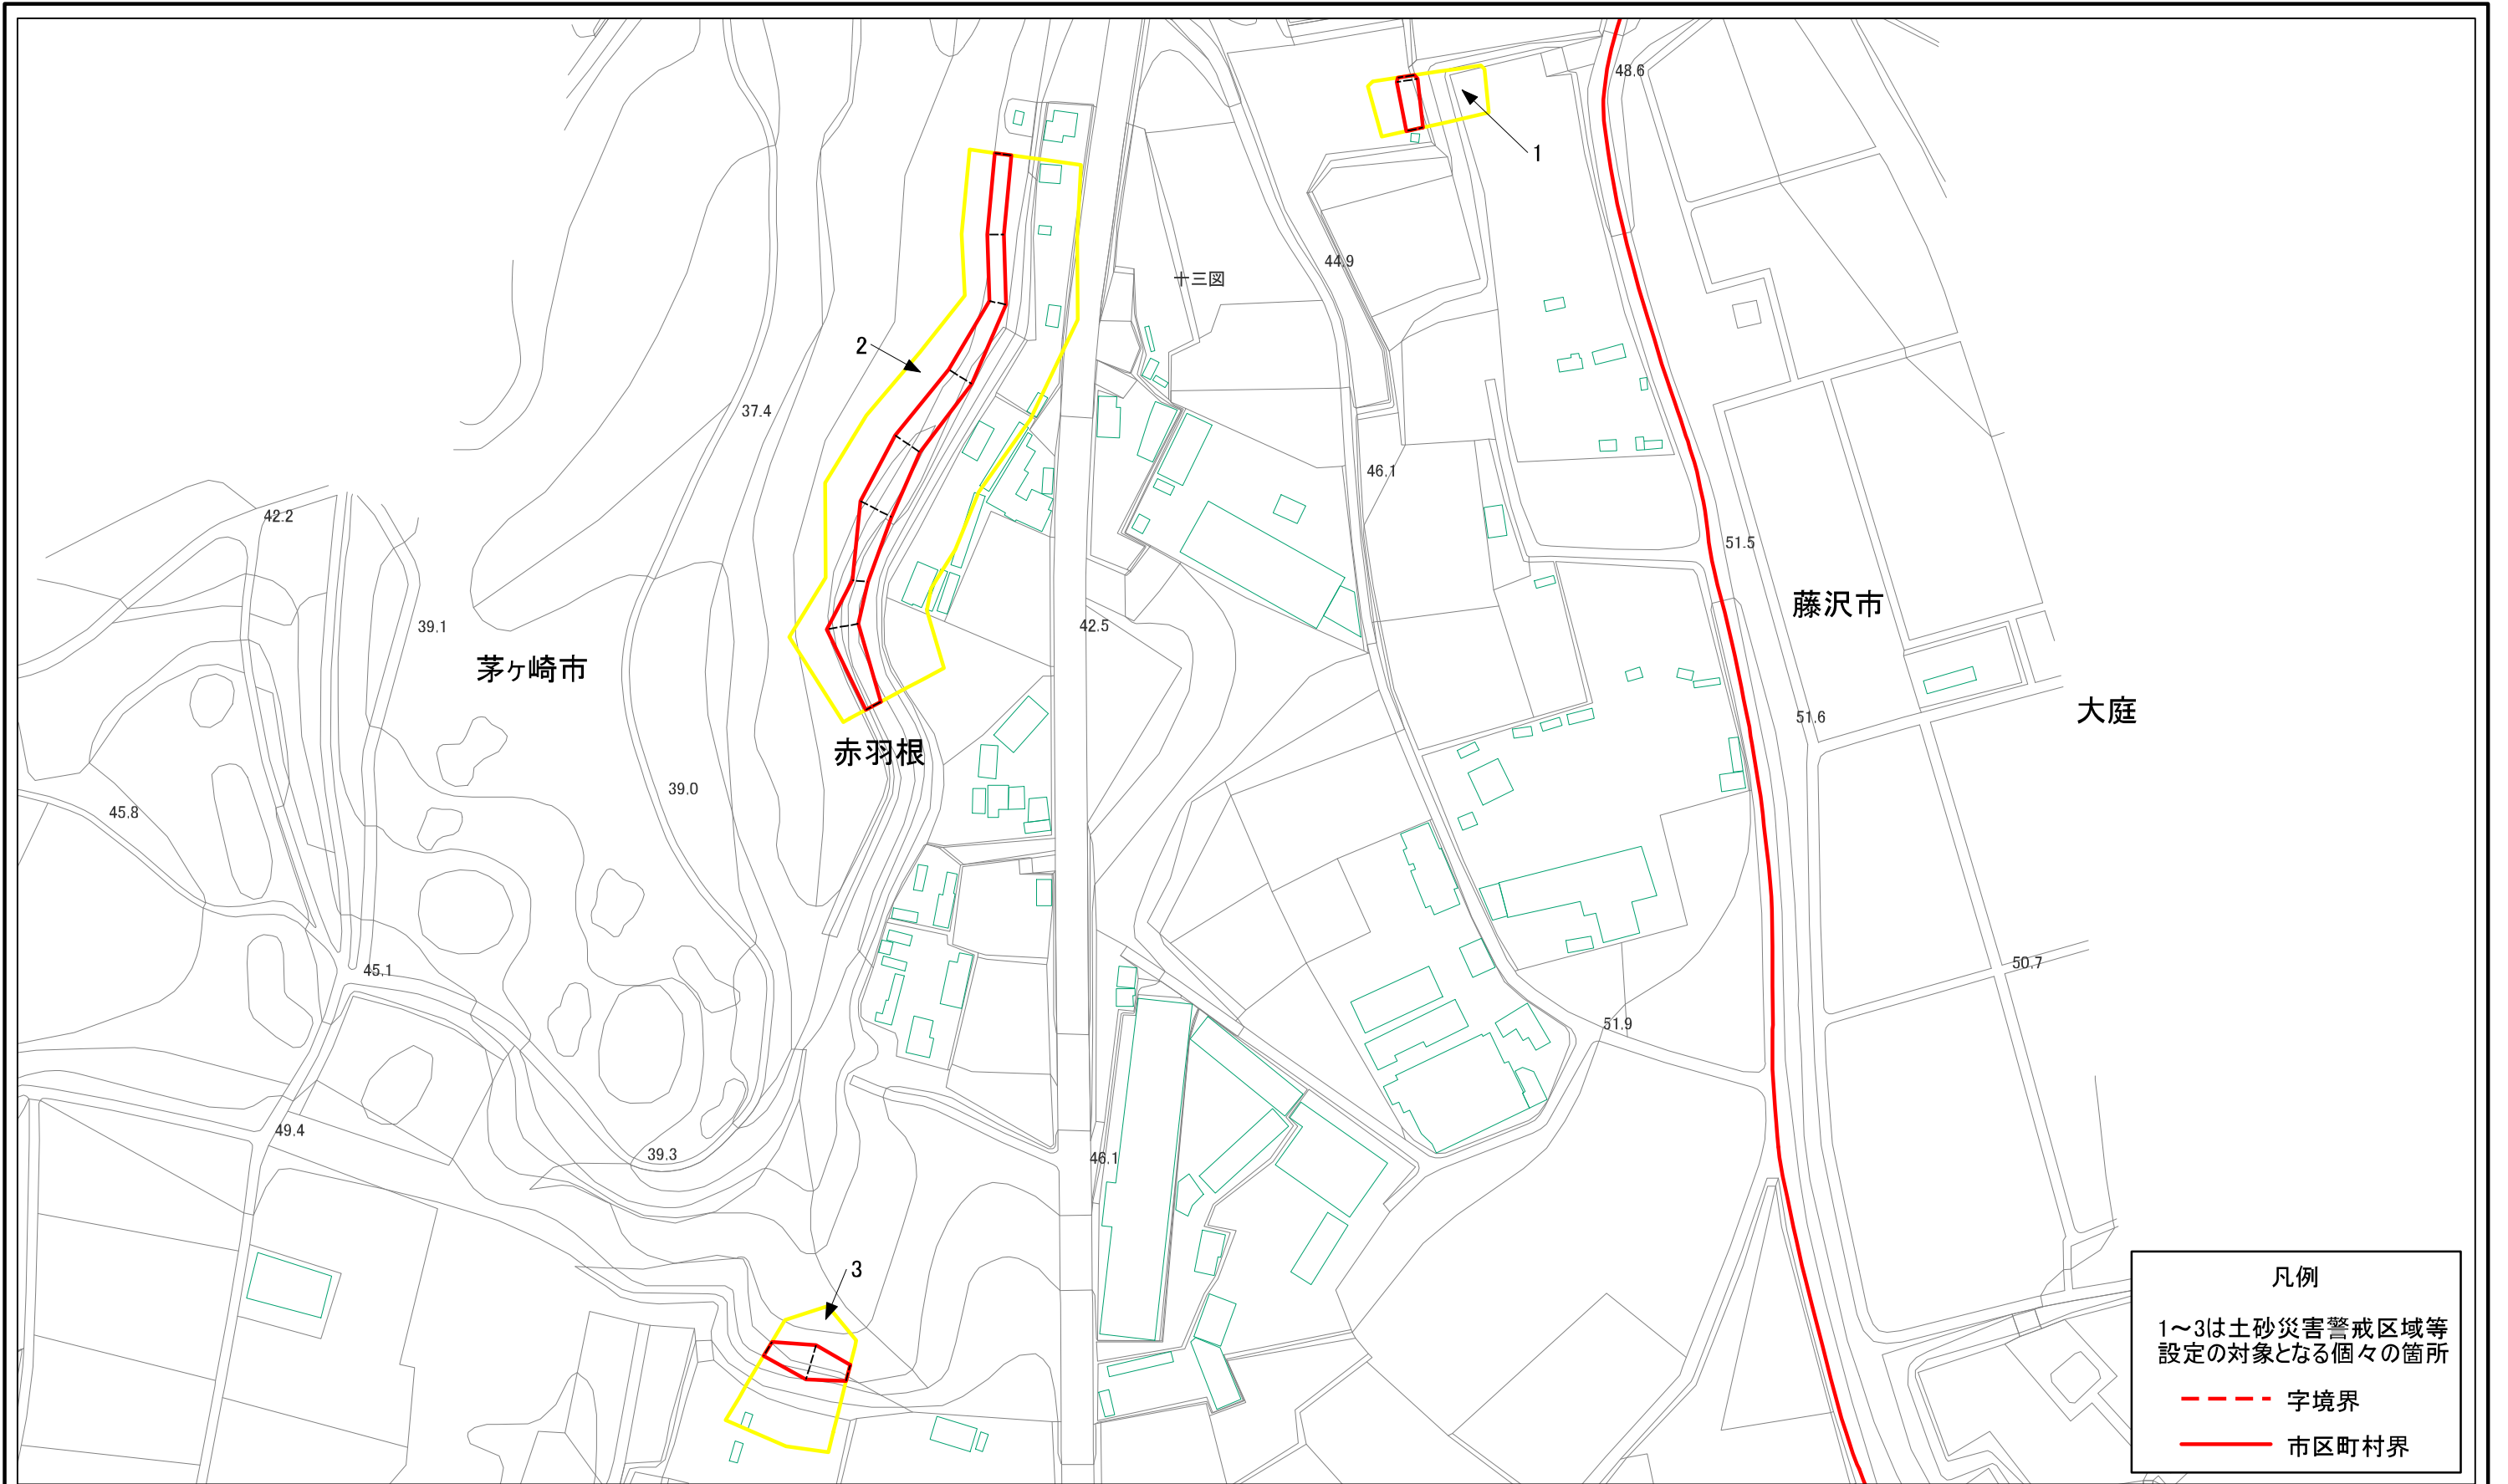 48.6
1
44.9
十三図
2
37.4
46.1
42.2
51.5
藤沢市
39.1
42.5
茅ヶ崎市
大庭
51.6
赤羽根
39.0
45.8
45.1
50.7
51.9
49.4
39.3
46.1
3
凡例
1～3は土砂災害警戒区域等
設定の対象となる個々の箇所
字境界
市区町村界